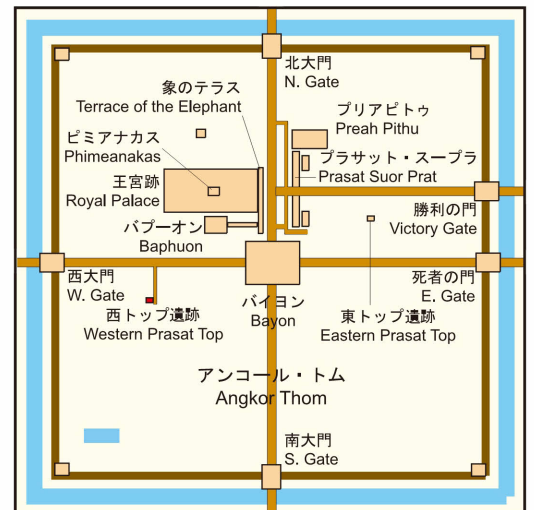 北大門
N. Gate
象のテラス
Terrace of the Elephant
プリアピトゥ
Preah Pithu
ピミアナカス
Phimeanakas
プラサット・スープラ
Prasat Suor Prat
王宮跡
Royal Palace
勝利の門
Victory Gate
バプーオン
Baphuon
西大門
W. Gate
死者の門
E. Gate
バイヨン
Bayon
西トップ遺跡
Western Prasat Top
東トップ遺跡
Eastern Prasat Top
アンコール・トム
Angkor Thom
南大門
S. Gate